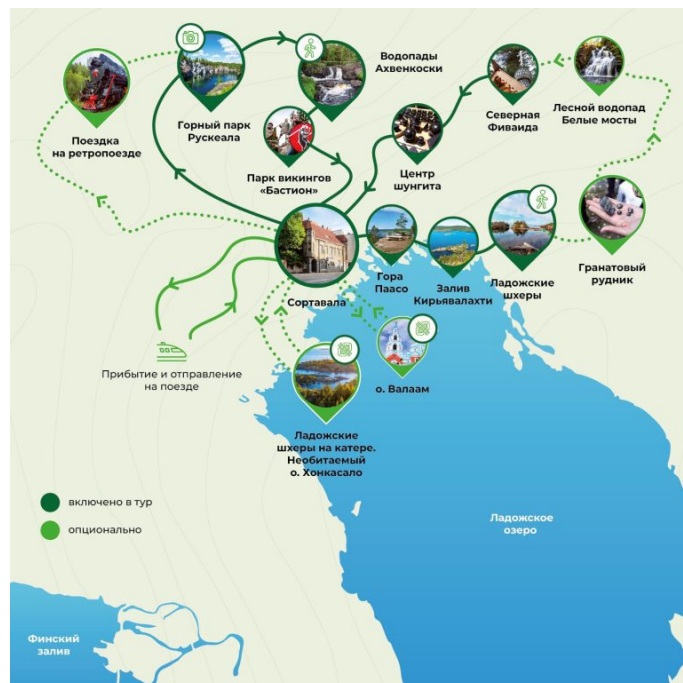 Водопады
Ахвенкоски
Поездка
на ретропоезде
Горный парк
Рускеала
Северная
Фиваида
Лесной водопад
Белые мосты
Парк викингов
«Бастион»
Центр
шунгита
Сортавала
Гора
Паасо
Залив
Кирьявалахти
Ладожские
шхеры
Гранатовый
рудник
Прибытие и отправление
на поезде
о. Валаам
Ладожские
шхеры на катере.
Необитаемый
о. Хонкасало
включено в тур
опционально
Ладожское
озеро
Финский
залив